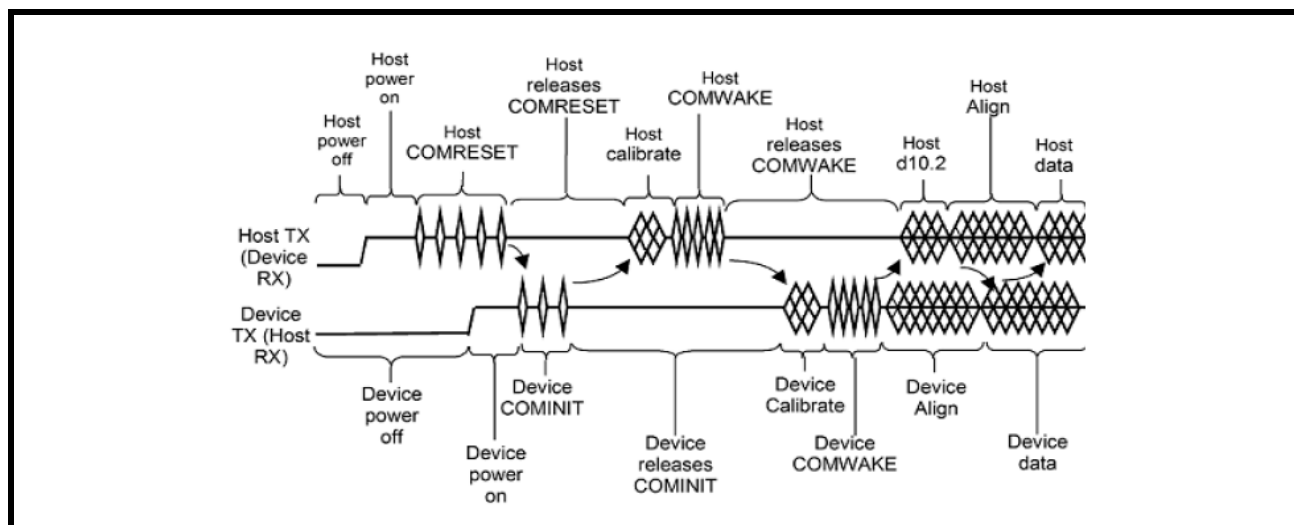 Host
power
off
Host
power
on
Host
COMRESET
Host
releases
COMRESET
Host
calibrate
Host
COMWAKE
Host
releases
COMWAKE
Host
d10.2
Host
Align
Host
data
Host TX
(Device
RX)
Device
TX (Host
RX)
Device
power
off
Device
power
on
Device
COMINIT
Device
releases
COMINIT
Device
Calibrate
Device
COMWAKE
Device
Align
Device
data